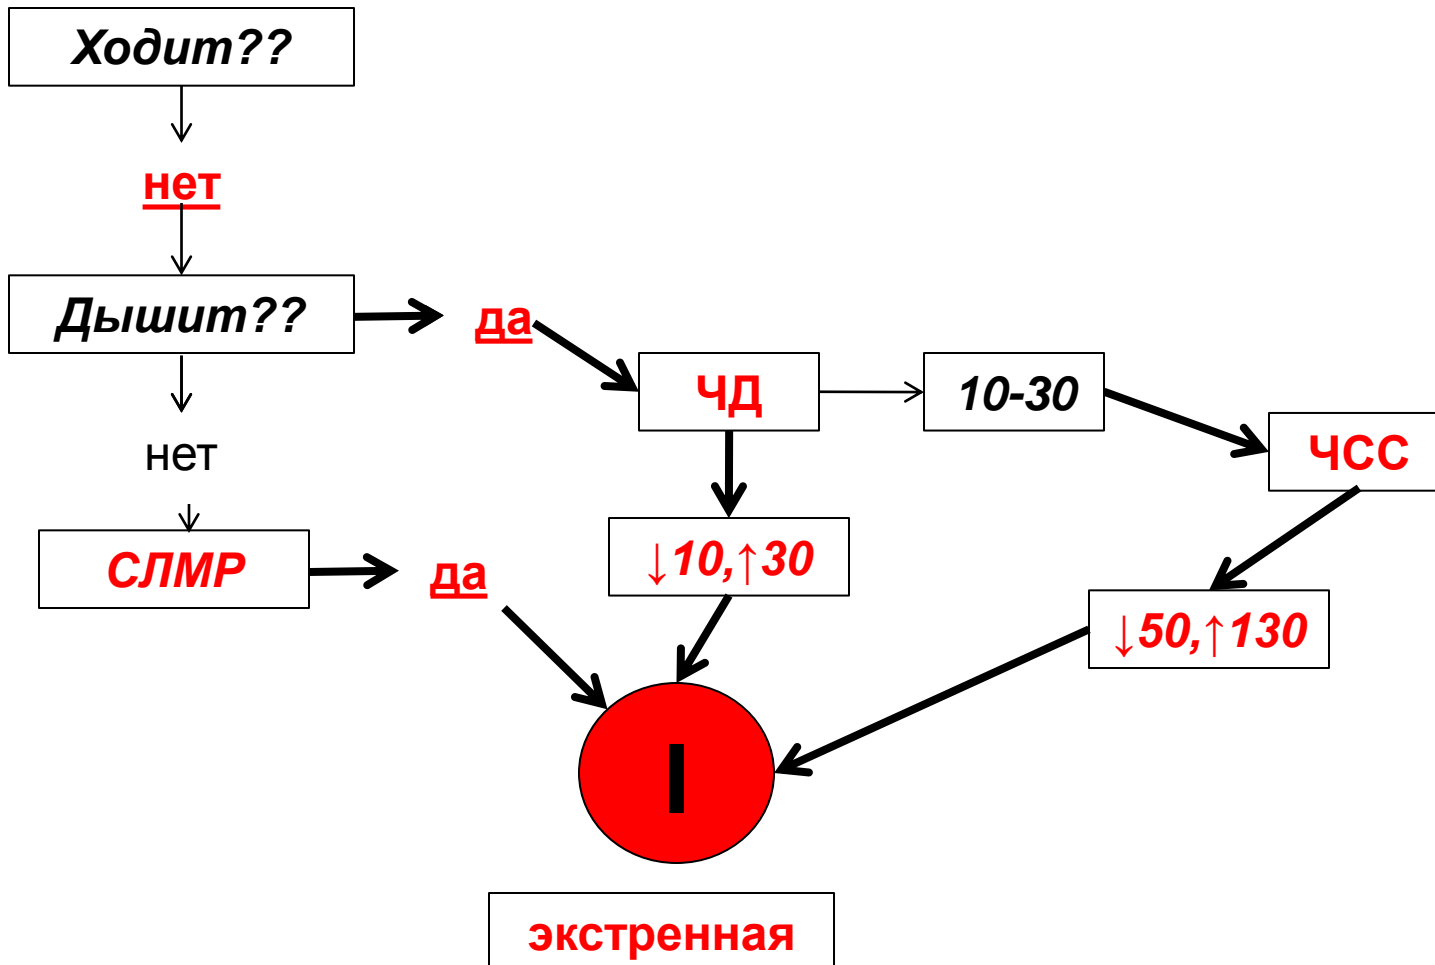 Ходит??
нет
Дышит??
да
ЧД
10-30
ЧСС
нет
СЛМР
да
↓10,↑30
↓50,↑130
I
экстренная